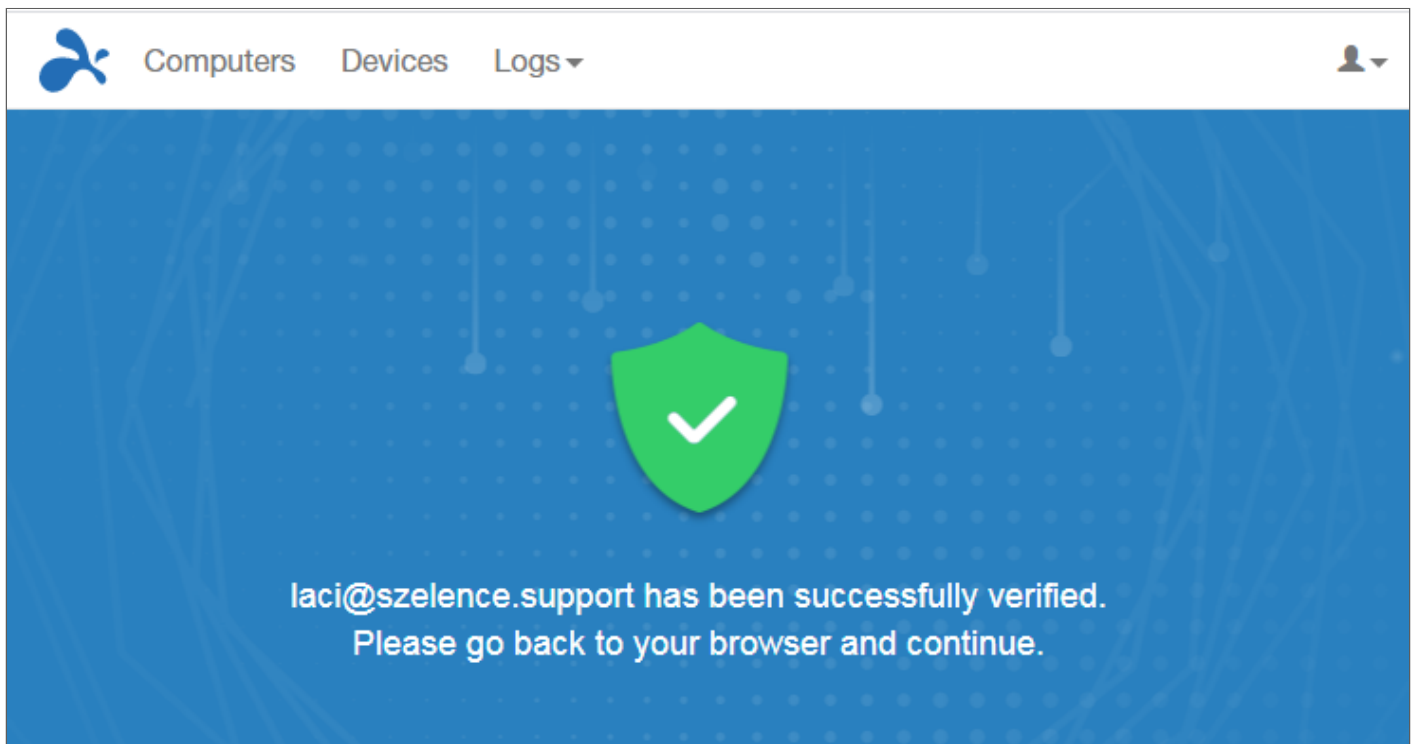 Computers Devices Logs
laci@szelence.support has been successfully verified.
Please go back to your browser and continue.